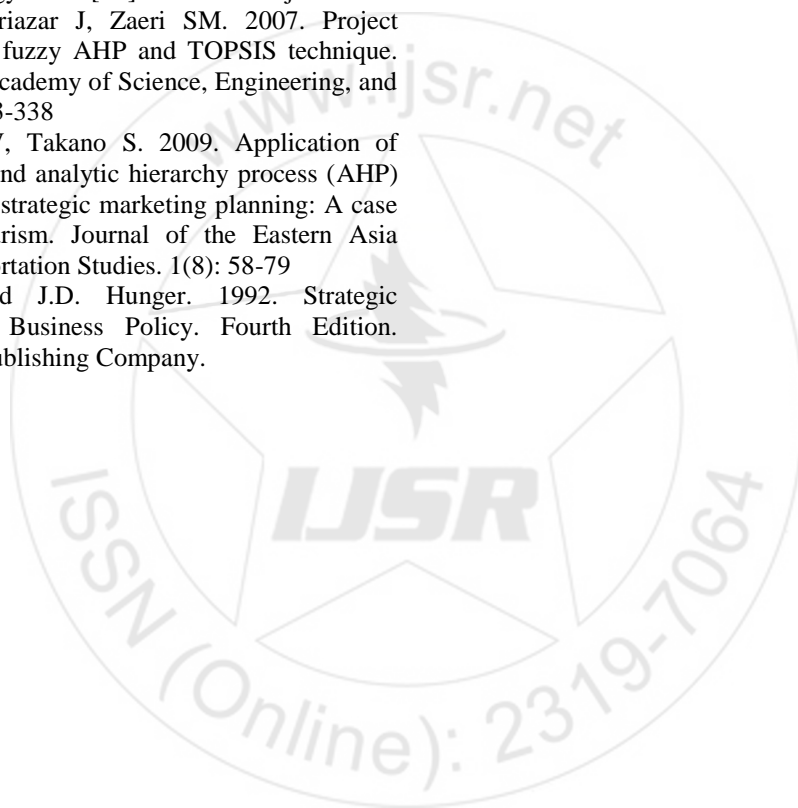 riazar J, Zaeri SM. 2007. Project
fuzzy AHP and TOPSIS technique.
cademy of Science, Engineering, and
-338
, Takano S. 2009. Application of
nd analytic hierarchy process (AHP)
strategic marketing planning: A case
rism. Journal of the Eastern Asia
rtation Studies. 1(8): 58-79
d J.D. Hunger. 1992. Strategic
Business Policy. Fourth Edition.
ublishing Company.
www.ijsr.net
IJSR
ISSN (Online): 2319-7064